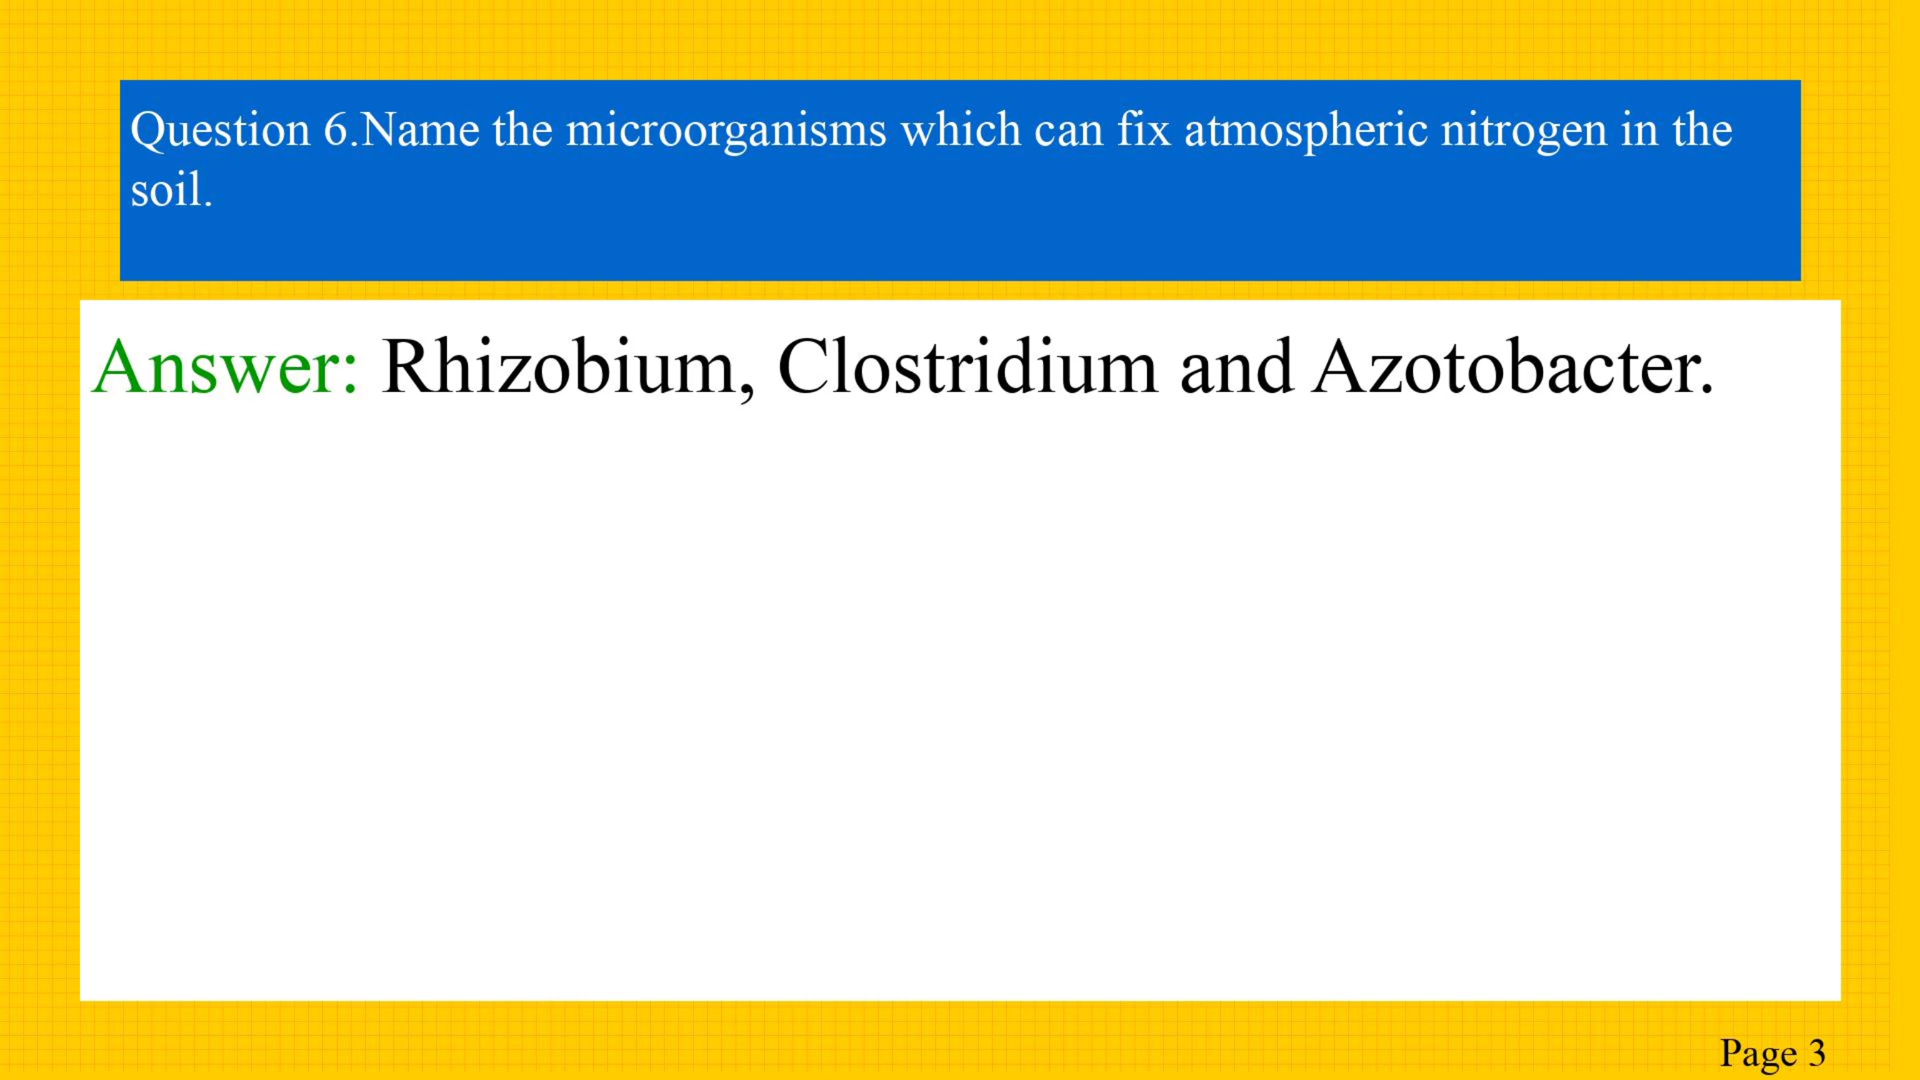 Question 6.Name the microorganisms which can fix atmospheric nitrogen in the
soil.
Answer: Rhizobium, Clostridium and Azotobacter.
Page 3